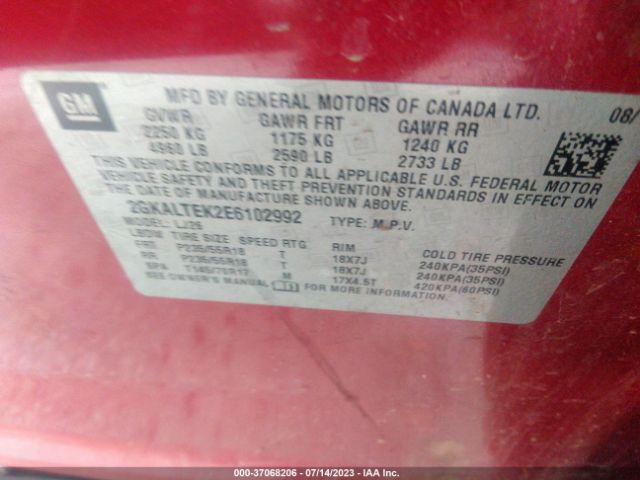 GM
MFD BY GENERAL MOTORS OF CANADA LTD. 08/
GVWR GAWR FRT GAWR RR
2250 KG 1175 KG 1240 KG
4960 LB 2590 LB 2733 LB
THIS VEHICLE CONFORMS TO ALL APPLICABLE U.S. FEDERAL MOTOR
VEHICLE SAFETY AND THEFT PREVENTION STANDARDS IN EFFECT ON
THE DATE OF MANUFACTURE SHOWN ABOVE.
2GKALTEK2E6102992 TYPE: M.P.V.
MODEL: LJ26
TIRE SIZE SPEED RTG RIM COLD TIRE PRESSURE
FRT P235/55R18 T 18X7J 240KPA(35PSI)
RR P235/55R18 T 18X7J 240KPA(35PSI)
SPA T145/70R17 M 17X4.5T 420KPA(60PSI)
SEE OWNER'S MANUAL FOR MORE INFORMATION
000-37068206 - 07/14/2023 - IAA Inc.